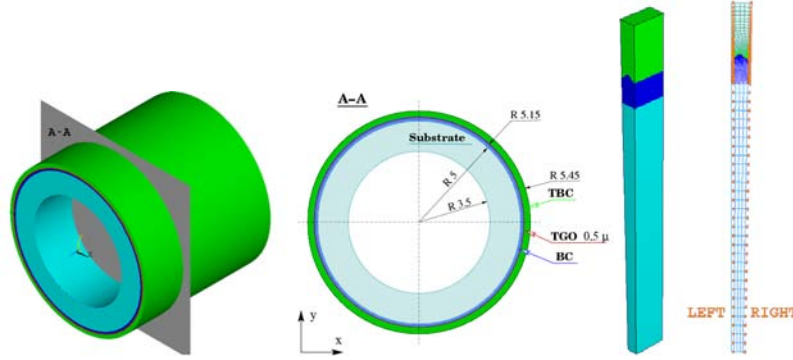 A-A
A-A
Substrate
R 5.15
R 5
R 5.45
R 3.5
TBC
TGO 0,5 μ
BC
y
x
LEFT RIGHT